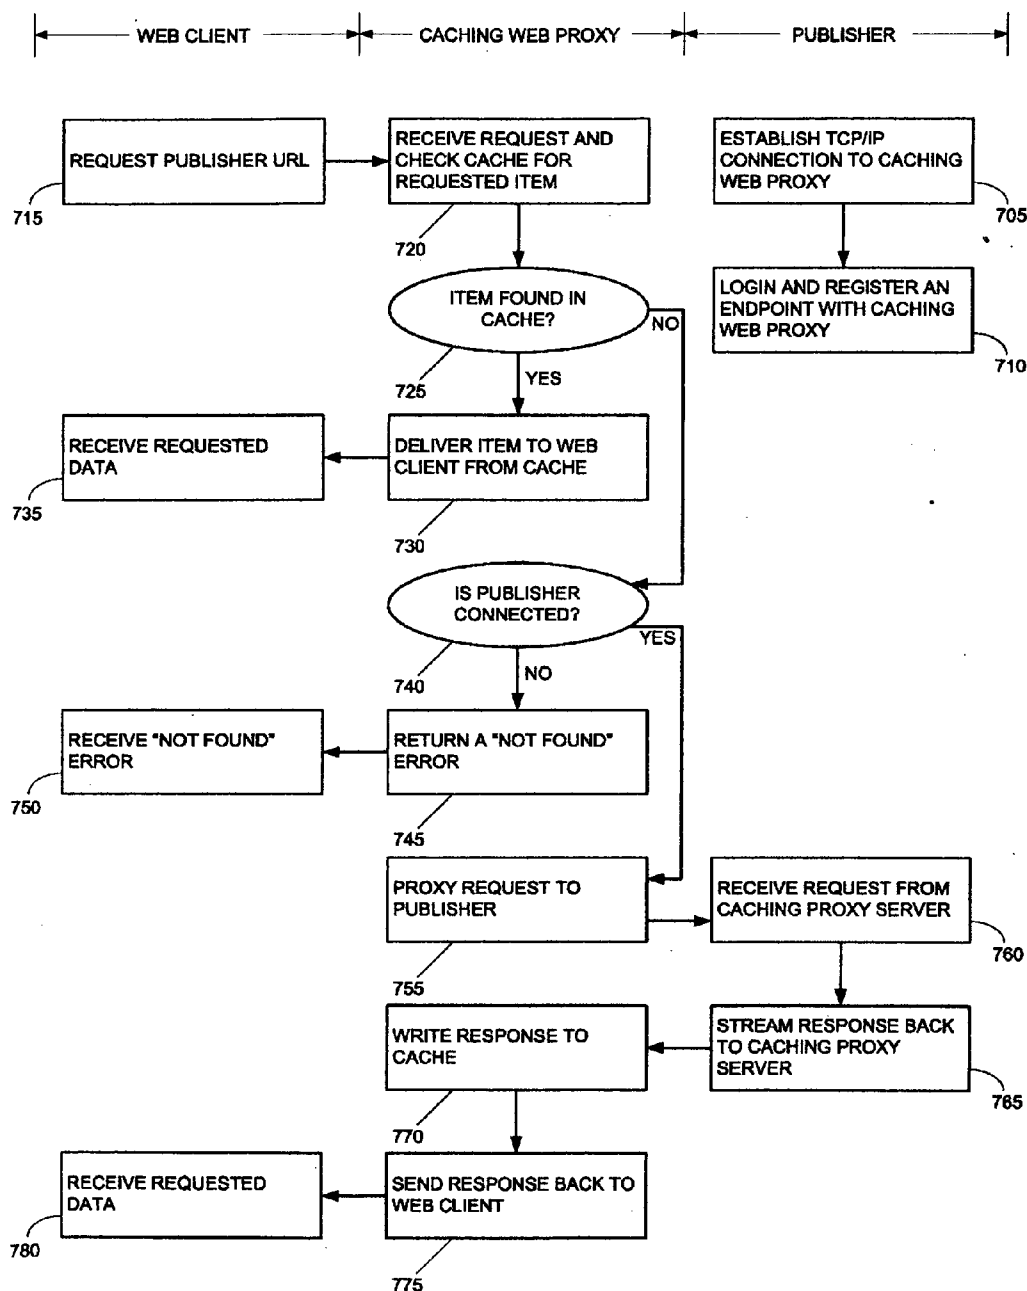 WEB CLIENT
CACHING WEB PROXY
PUBLISHER
REQUEST PUBLISHER URL
715
RECEIVE REQUEST AND
CHECK CACHE FOR
REQUESTED ITEM
720
ESTABLISH TCP/IP
CONNECTION TO CACHING
WEB PROXY
705
ITEM FOUND IN
CACHE?
NO
725
YES
LOGIN AND REGISTER AN
ENDPOINT WITH CACHING
WEB PROXY
710
RECEIVE REQUESTED
DATA
735
DELIVER ITEM TO WEB
CLIENT FROM CACHE
730
IS PUBLISHER
CONNECTED?
YES
740
NO
RECEIVE "NOT FOUND"
ERROR
750
RETURN A "NOT FOUND"
ERROR
745
PROXY REQUEST TO
PUBLISHER
755
RECEIVE REQUEST FROM
CACHING PROXY SERVER
760
WRITE RESPONSE TO
CACHE
770
STREAM RESPONSE BACK
TO CACHING PROXY
SERVER
765
RECEIVE REQUESTED
DATA
780
SEND RESPONSE BACK TO
WEB CLIENT
775